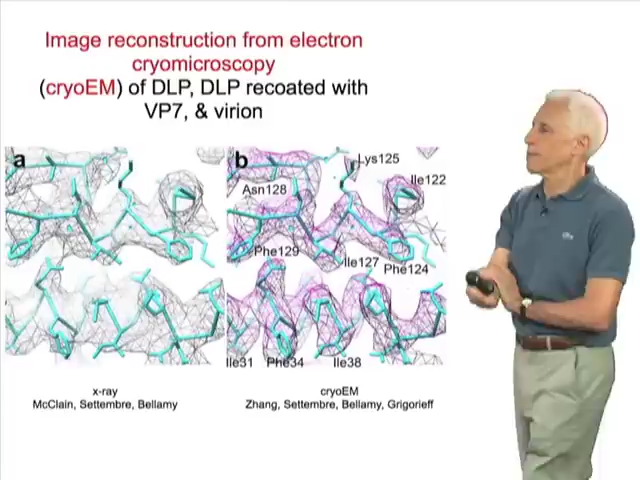 Image reconstruction from electron
cryomicroscopy
(cryoEM) of DLP, DLP recoated with
VP7, & virion
a
b
Lys125
Ile122
Asn128
Phe129
Ile127
Phe124
Ile31
Phe34
Ile38
x-ray
McClain, Settembre, Bellamy
cryoEM
Zhang, Settembre, Bellamy, Grigorieff